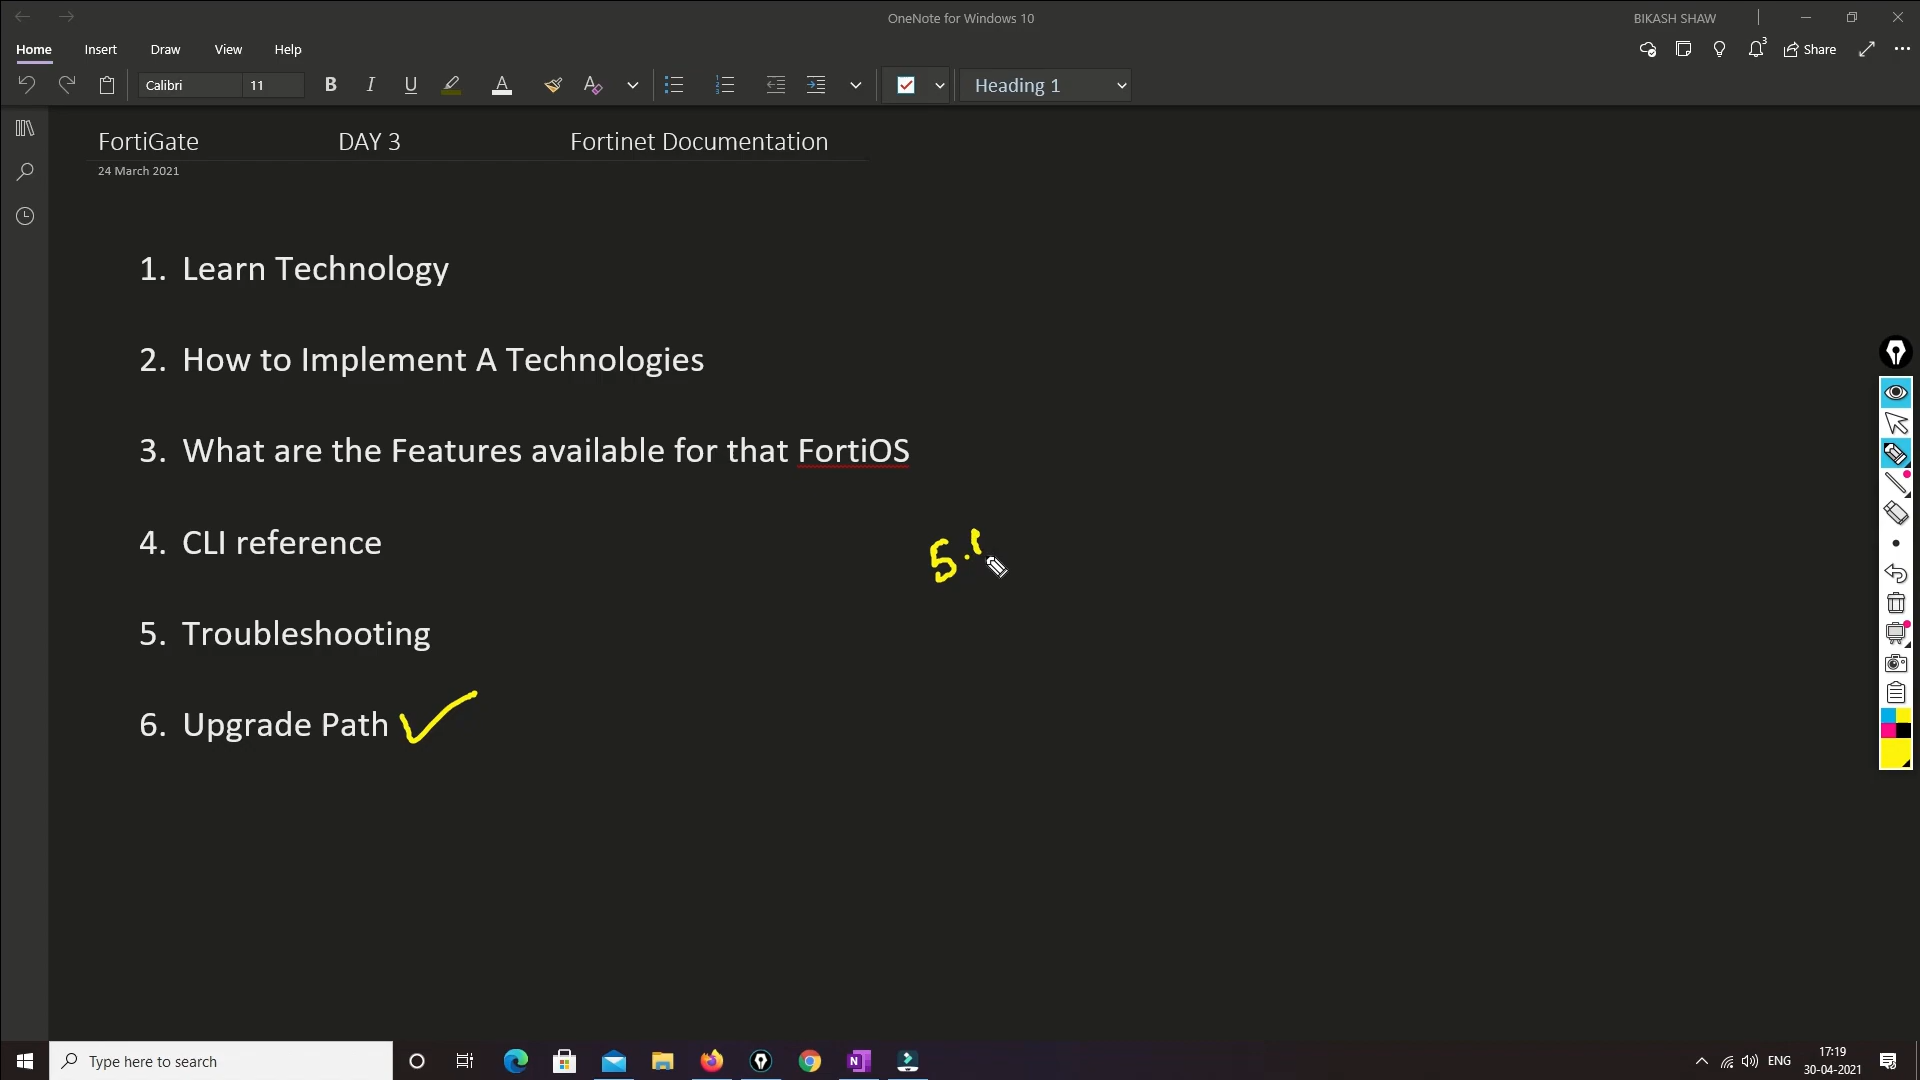 OneNote for Windows 10
BIKASH SHAW
Home Insert Draw View Help
3
Share
Calibri 11 B I U A A Heading 1
FortiGate DAY 3 Fortinet Documentation
24 March 2021
1. Learn Technology
2. How to Implement A Technologies
3. What are the Features available for that FortiOS
4. CLI reference
5.
5. Troubleshooting
6. Upgrade Path
Type here to search
ENG
17:19
30-04-2021